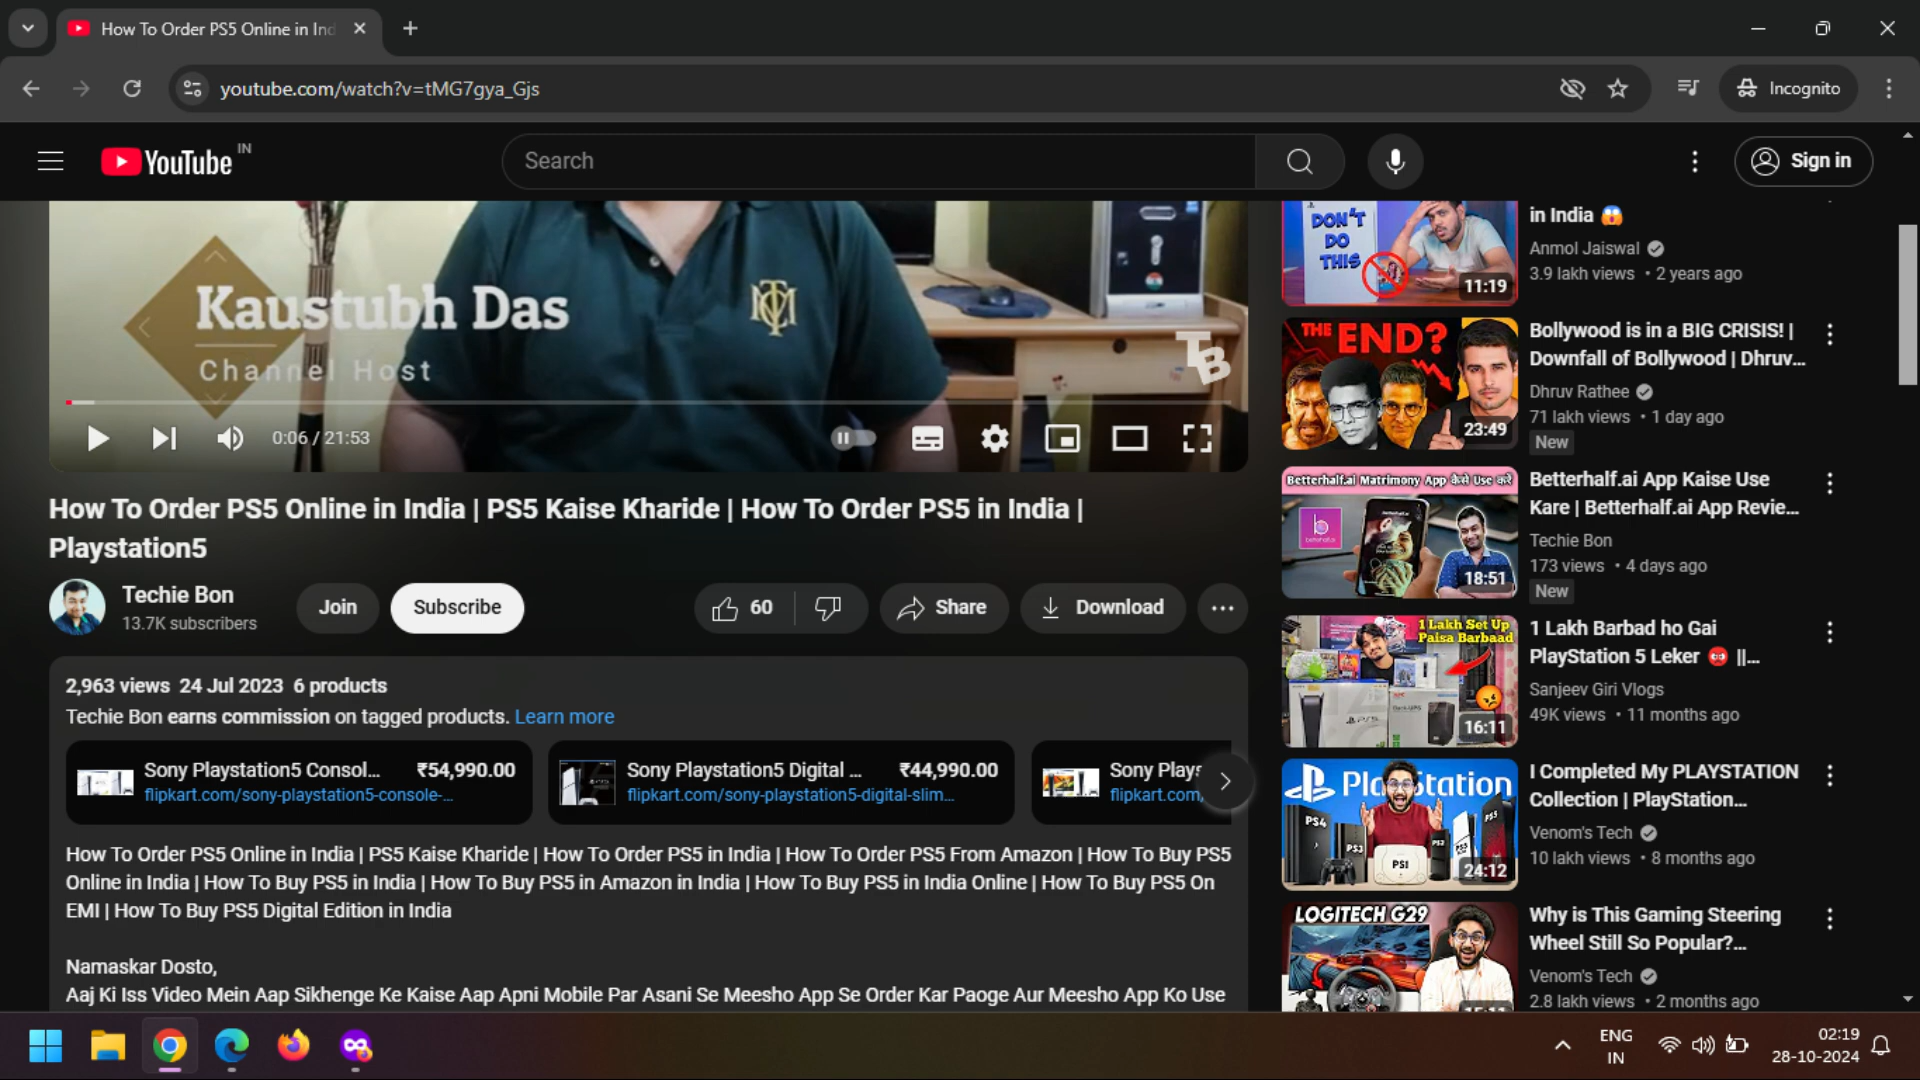 How To Order PS5 Online in Ind
youtube.com/watch?v=tMG7gya_Gjs
Incognito
YouTube IN
Search
Sign in
Kaustubh Das
Channel Host
TB
0:06 / 21:53
How To Order PS5 Online in India | PS5 Kaise Kharide | How To Order PS5 in India |
Playstation5
Techie Bon
13.7K subscribers
Join
Subscribe
60
Share
Download
2,963 views 24 Jul 2023 6 products
Techie Bon earns commission on tagged products. Learn more
Sony Playstation5 Consol... ₹54,990.00
flipkart.com/sony-playstation5-console-...
Sony Playstation5 Digital ... ₹44,990.00
flipkart.com/sony-playstation5-digital-slim...
Sony Plays
flipkart.com/
How To Order PS5 Online in India | PS5 Kaise Kharide | How To Order PS5 in India | How To Order PS5 From Amazon | How To Buy PS5
Online in India | How To Buy PS5 in India | How To Buy PS5 in Amazon in India | How To Buy PS5 in India Online | How To Buy PS5 On
EMI | How To Buy PS5 Digital Edition in India
Namaskar Dosto,
Aaj Ki Iss Video Mein Aap Sikhenge Ke Kaise Aap Apni Mobile Par Asani Se Meesho App Se Order Kar Paoge Aur Meesho App Ko Use
DON'T
DO
THIS
11:19
in India 😱
Anmol Jaiswal
3.9 lakh views • 2 years ago
THE END?
23:49
Bollywood is in a BIG CRISIS! |
Downfall of Bollywood | Dhruv...
Dhruv Rathee
71 lakh views • 1 day ago
New
Betterhalf.ai Matrimony App कैसे Use करें
18:51
Betterhalf.ai App Kaise Use
Kare | Betterhalf.ai App Revie...
Techie Bon
173 views • 4 days ago
New
1 Lakh Set Up
Paisa Barbaad
16:11
1 Lakh Barbad ho Gai
PlayStation 5 Leker 😡 ||...
Sanjeev Giri Vlogs
49K views • 11 months ago
PlayStation
PS4
PS3
PS1
PS2
PS5
24:12
I Completed My PLAYSTATION
Collection | PlayStation...
Venom's Tech
10 lakh views • 8 months ago
LOGITECH G29
Why is This Gaming Steering
Wheel Still So Popular?...
Venom's Tech
2.8 lakh views • 2 months ago
ENG
IN
02:19
28-10-2024